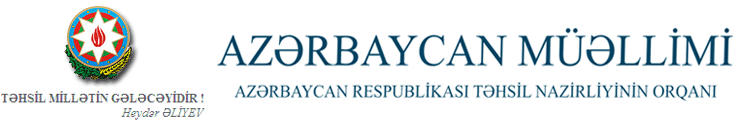 AZƏRBAYCAN MÜƏLLİMİ
AZƏRBAYCAN RESPUBLİKASI TƏHSİL NAZİRLİYİNİN ORQANI
TƏHSİL MİLLƏTİN GƏLƏCƏYİDİR !
Heydər ƏLİYEV